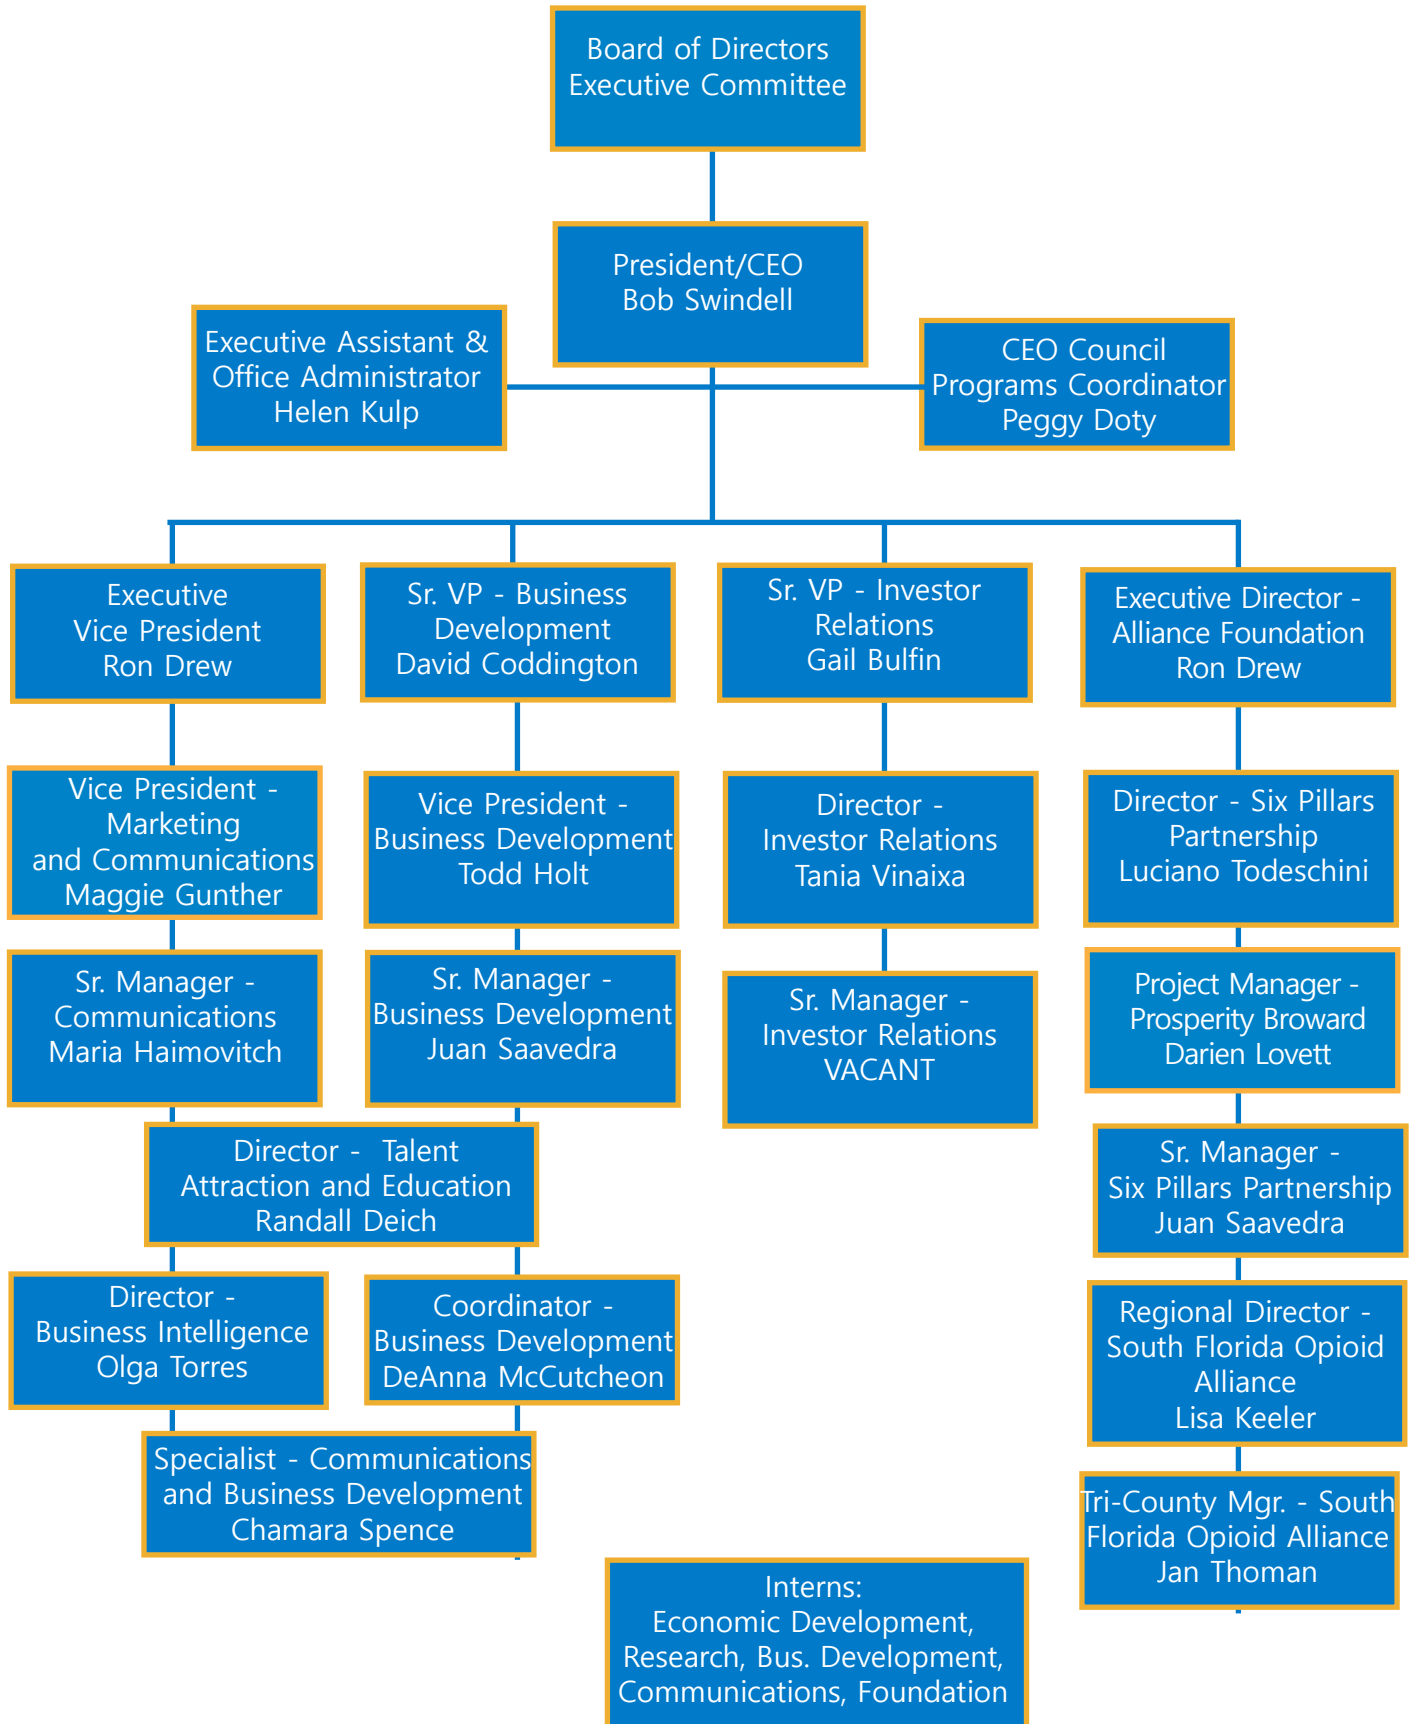 Board of Directors
Executive Committee
President/CEO
Bob Swindell
Executive Assistant &
Office Administrator
Helen Kulp
CEO Council
Programs Coordinator
Peggy Doty
Executive
Vice President
Ron Drew
Sr. VP - Business
Development
David Coddington
Sr. VP - Investor
Relations
Gail Bulfin
Executive Director -
Alliance Foundation
Ron Drew
Vice President -
Marketing
and Communications
Maggie Gunther
Vice President -
Business Development
Todd Holt
Director -
Investor Relations
Tania Vinaixa
Director - Six Pillars
Partnership
Luciano Todeschini
Sr. Manager -
Communications
Maria Haimovitch
Sr. Manager -
Business Development
Juan Saavedra
Sr. Manager -
Investor Relations
VACANT
Project Manager -
Prosperity Broward
Darien Lovett
Director - Talent
Attraction and Education
Randall Deich
Sr. Manager -
Six Pillars Partnership
Juan Saavedra
Director -
Business Intelligence
Olga Torres
Coordinator -
Business Development
DeAnna McCutcheon
Regional Director -
South Florida Opioid
Alliance
Lisa Keeler
Specialist - Communications
and Business Development
Chamara Spence
Tri-County Mgr. - South
Florida Opioid Alliance
Jan Thoman
Interns:
Economic Development,
Research, Bus. Development,
Communications, Foundation